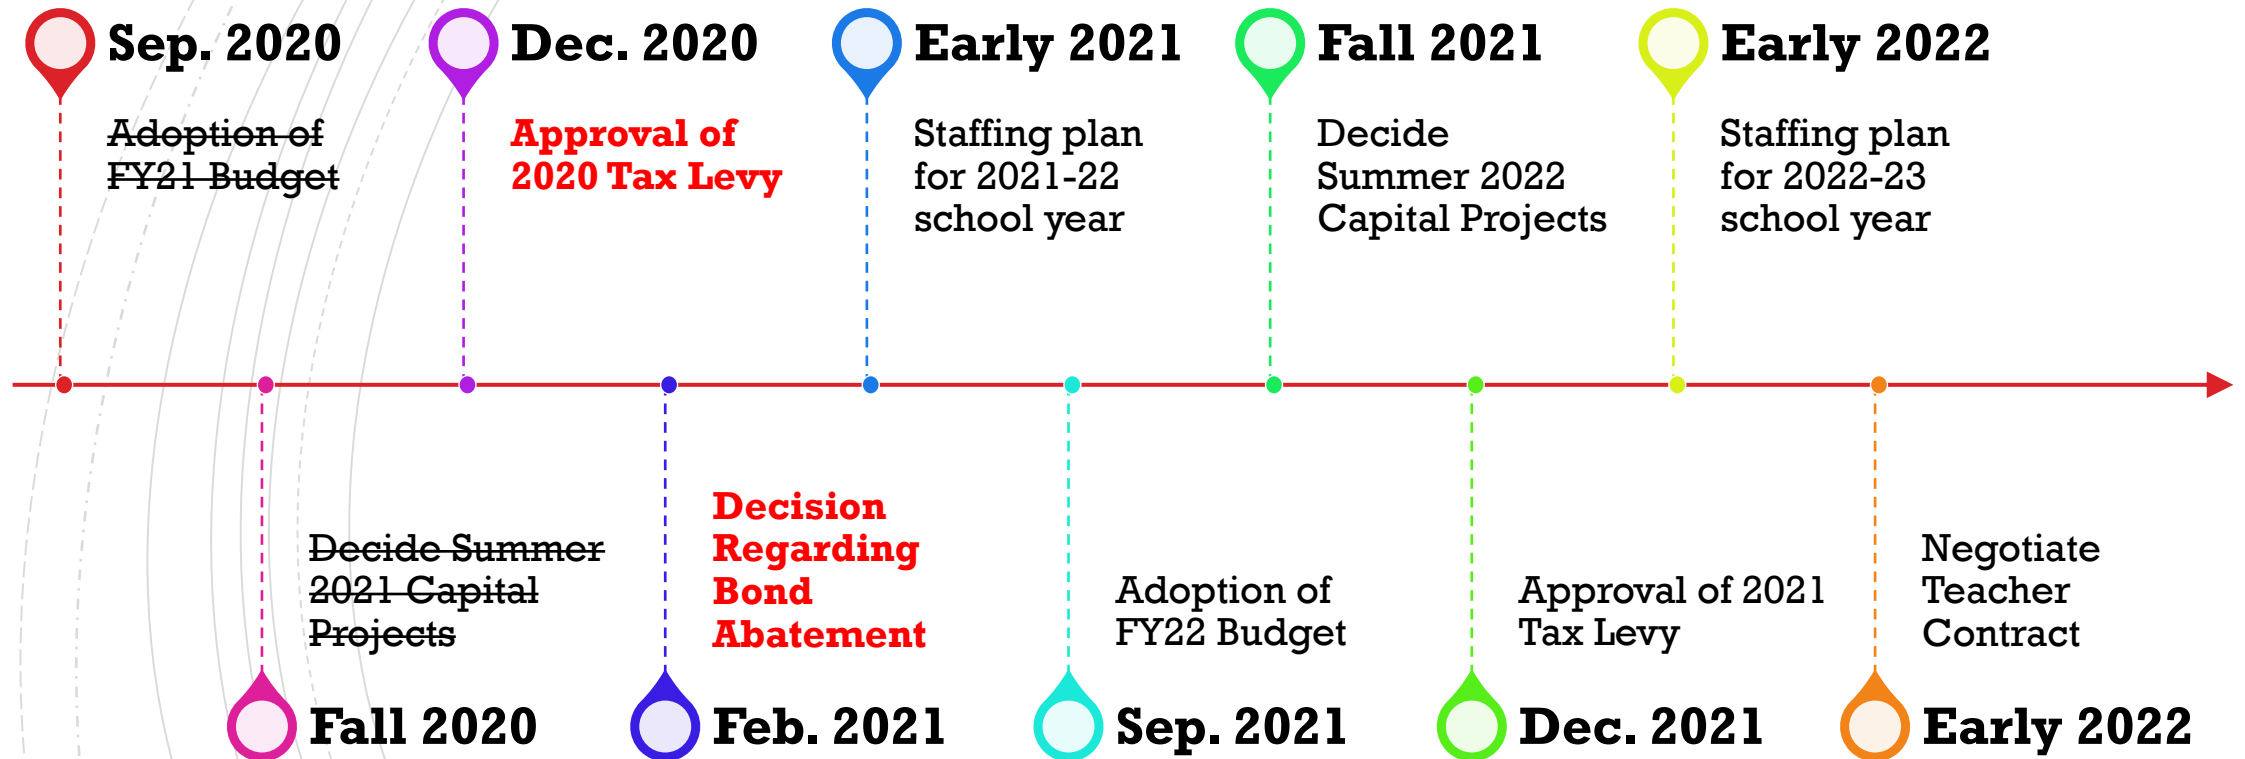 Sep. 2020
Adoption of
FY21 Budget
Dec. 2020
Approval of
2020 Tax Levy
Early 2021
Staffing plan
for 2021-22
school year
Fall 2021
Decide
Summer 2022
Capital Projects
Early 2022
Staffing plan
for 2022-23
school year
Decide Summer
2021 Capital
Projects
Fall 2020
Decision
Regarding
Bond
Abatement
Feb. 2021
Adoption of
FY22 Budget
Sep. 2021
Approval of 2021
Tax Levy
Dec. 2021
Negotiate
Teacher
Contract
Early 2022